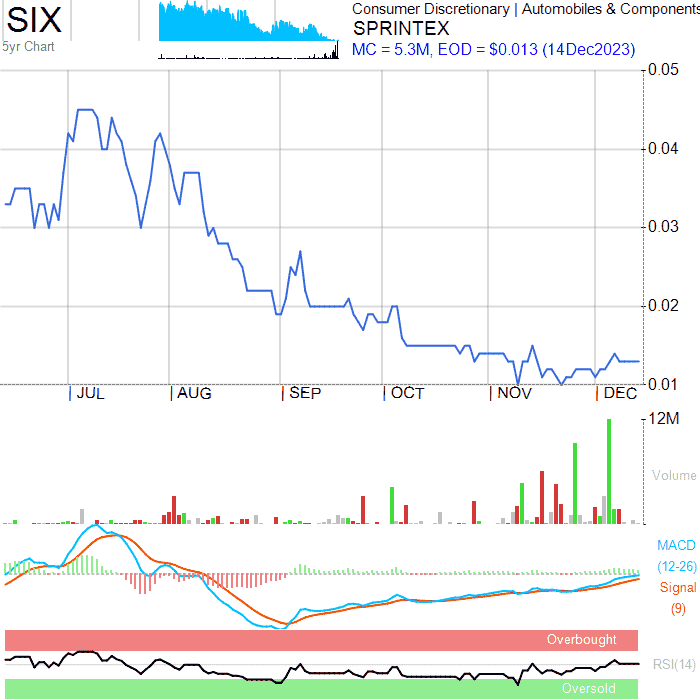 SIX
5yr Chart
Consumer Discretionary | Automobiles & Components
SPRINTEX
MC = 5.3M, EOD = $0.013 (14Dec2023)
0.05
0.04
0.03
0.02
0.01
JUL AUG SEP OCT NOV DEC
12M
Volume
MACD
(12-26)
Signal
(9)
Overbought
RSI(14)
Oversold